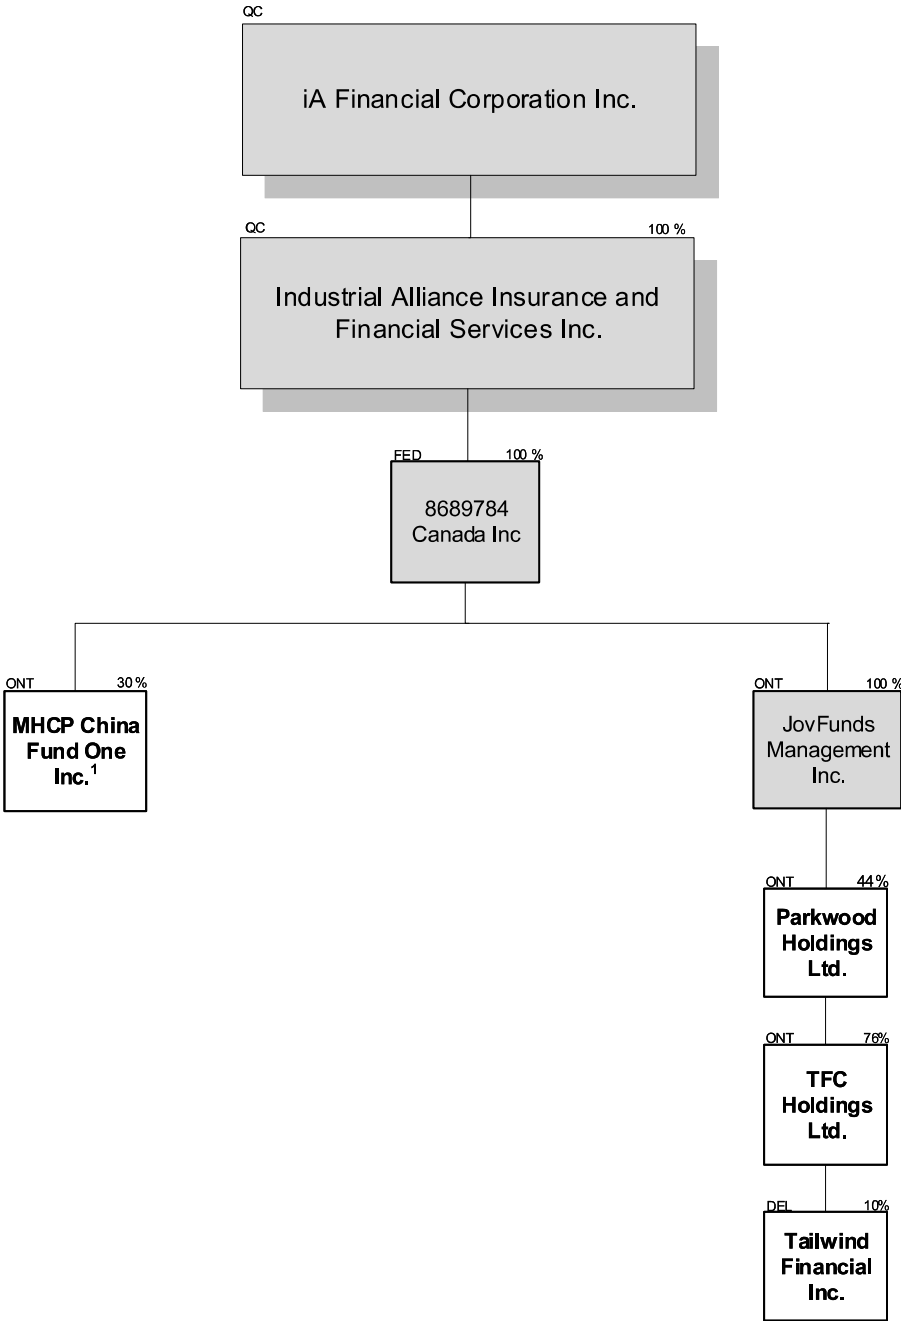 QC
iA Financial Corporation Inc.
QC 100 %
Industrial Alliance Insurance and
Financial Services Inc.
FED 100 %
8689784
Canada Inc
ONT 30 %
MHCP China
Fund One
Inc.1
ONT 100 %
JovFunds
Management
Inc.
ONT 44 %
Parkwood
Holdings
Ltd.
ONT 76%
TFC
Holdings
Ltd.
DEL 10%
Tailwind
Financial
Inc.